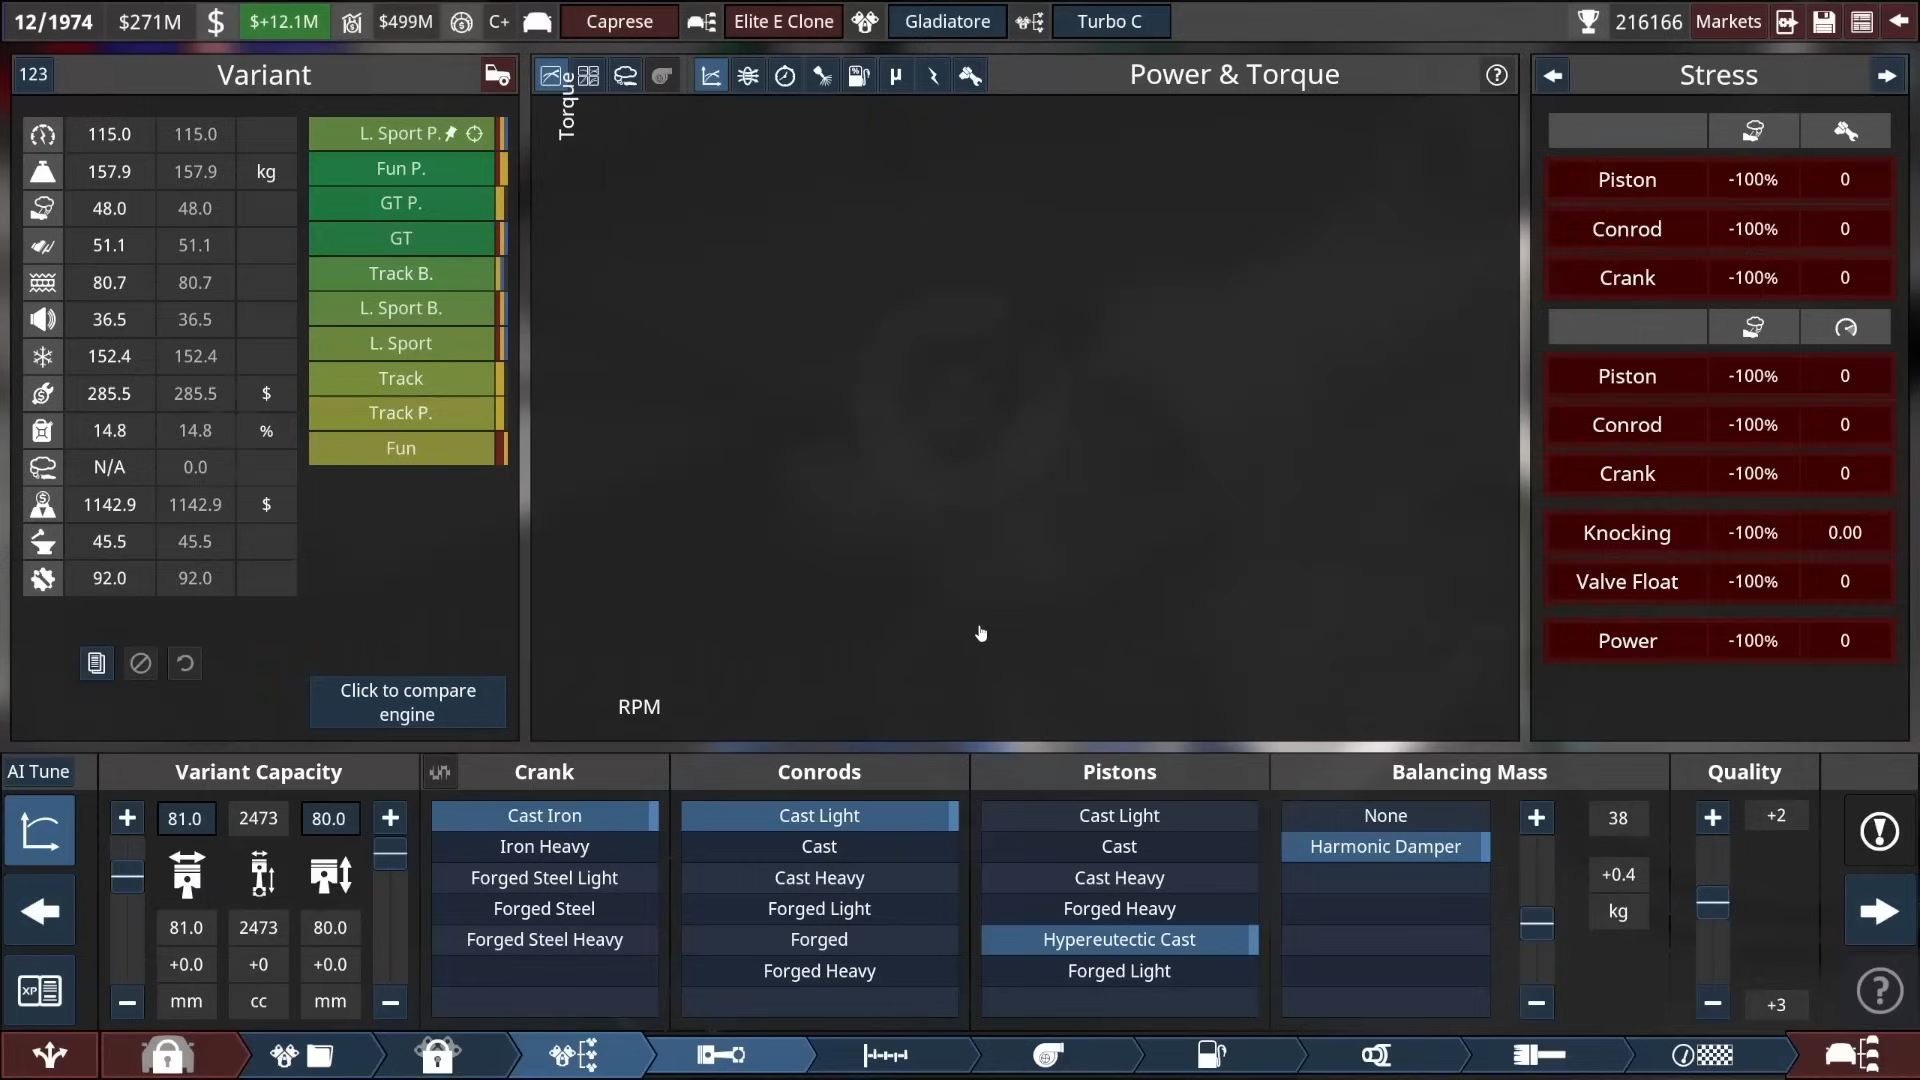 12/1974 $271M $+12.1M $499M C+ Caprese Elite E Clone Gladiatore Turbo C 216166 Markets
123 Variant
Power & Torque
Stress
115.0 115.0
157.9 157.9 kg
48.0 48.0
51.1 51.1
80.7 80.7
36.5 36.5
152.4 152.4
285.5 285.5 $
14.8 14.8 %
N/A 0.0
1142.9 1142.9 $
45.5 45.5
92.0 92.0
L. Sport P.
Fun P.
GT P.
GT
Track B.
L. Sport B.
L. Sport
Track
Track P.
Fun
Click to compare
engine
Torque
RPM
Piston -100% 0
Conrod -100% 0
Crank -100% 0
Piston -100% 0
Conrod -100% 0
Crank -100% 0
Knocking -100% 0.00
Valve Float -100% 0
Power -100% 0
AI Tune
Variant Capacity
81.0 2473 80.0
81.0 2473 80.0
+0.0 +0 +0.0
mm cc mm
Crank
Cast Iron
Iron Heavy
Forged Steel Light
Forged Steel
Forged Steel Heavy
Conrods
Cast Light
Cast
Cast Heavy
Forged Light
Forged
Forged Heavy
Pistons
Cast Light
Cast
Cast Heavy
Forged Heavy
Hypereutectic Cast
Forged Light
Balancing Mass
None
Harmonic Damper
38
+0.4
kg
Quality
+2
+3
XP